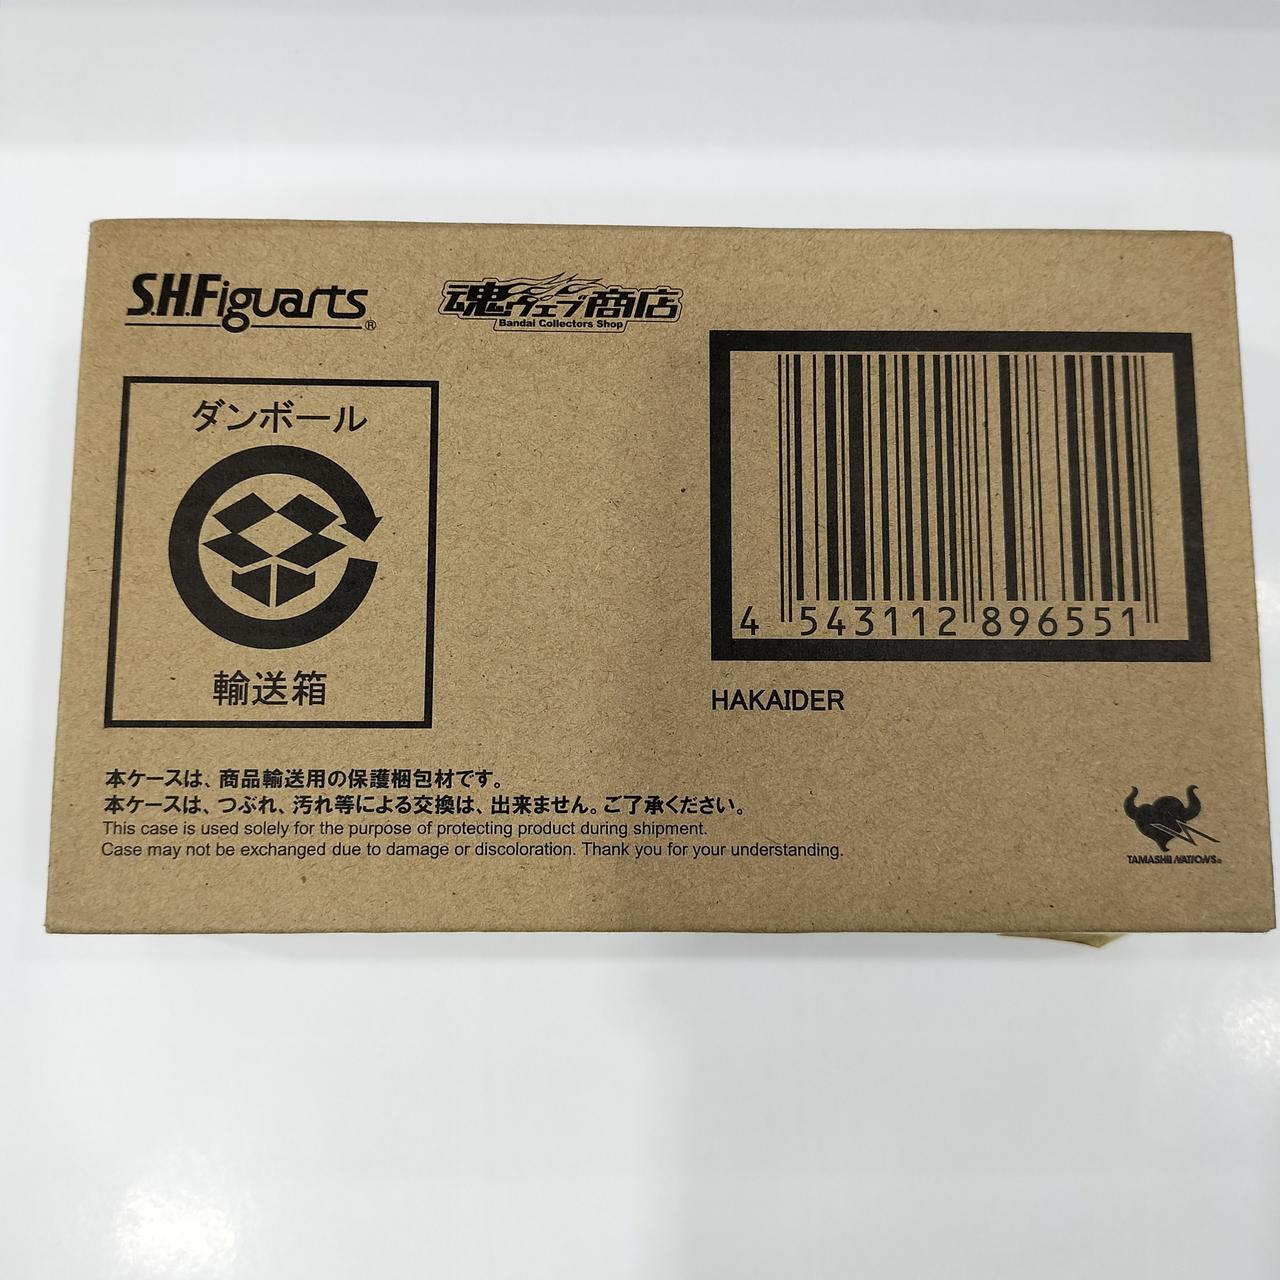 S.H.Figuarts®
魂ウェブ商店
Bandai Collectors Shop
ダンボール
輸送箱
4 543112 896551
HAKAIDER
本ケースは、商品輸送用の保護梱包材です。
本ケースは、つぶれ、汚れ等による交換は、出来ません。ご了承ください。
This case is used solely for the purpose of protecting product during shipment.
Case may not be exchanged due to damage or discoloration. Thank you for your understanding.
TAMASHII NATIONS®